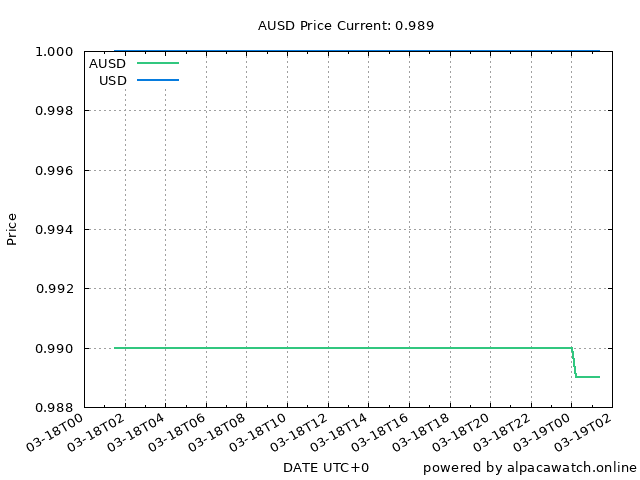 AUSD Price Current: 0.989
1.000
0.998
0.996
0.994
0.992
0.990
0.988
Price
AUSD
USD
03-18T00
03-18T02
03-18T04
03-18T06
03-18T08
03-18T10
03-18T12
03-18T14
03-18T16
03-18T18
03-18T20
03-18T22
03-19T00
03-19T02
DATE UTC+0
powered by alpacawatch.online